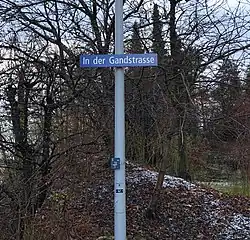 In der Gandstrasse